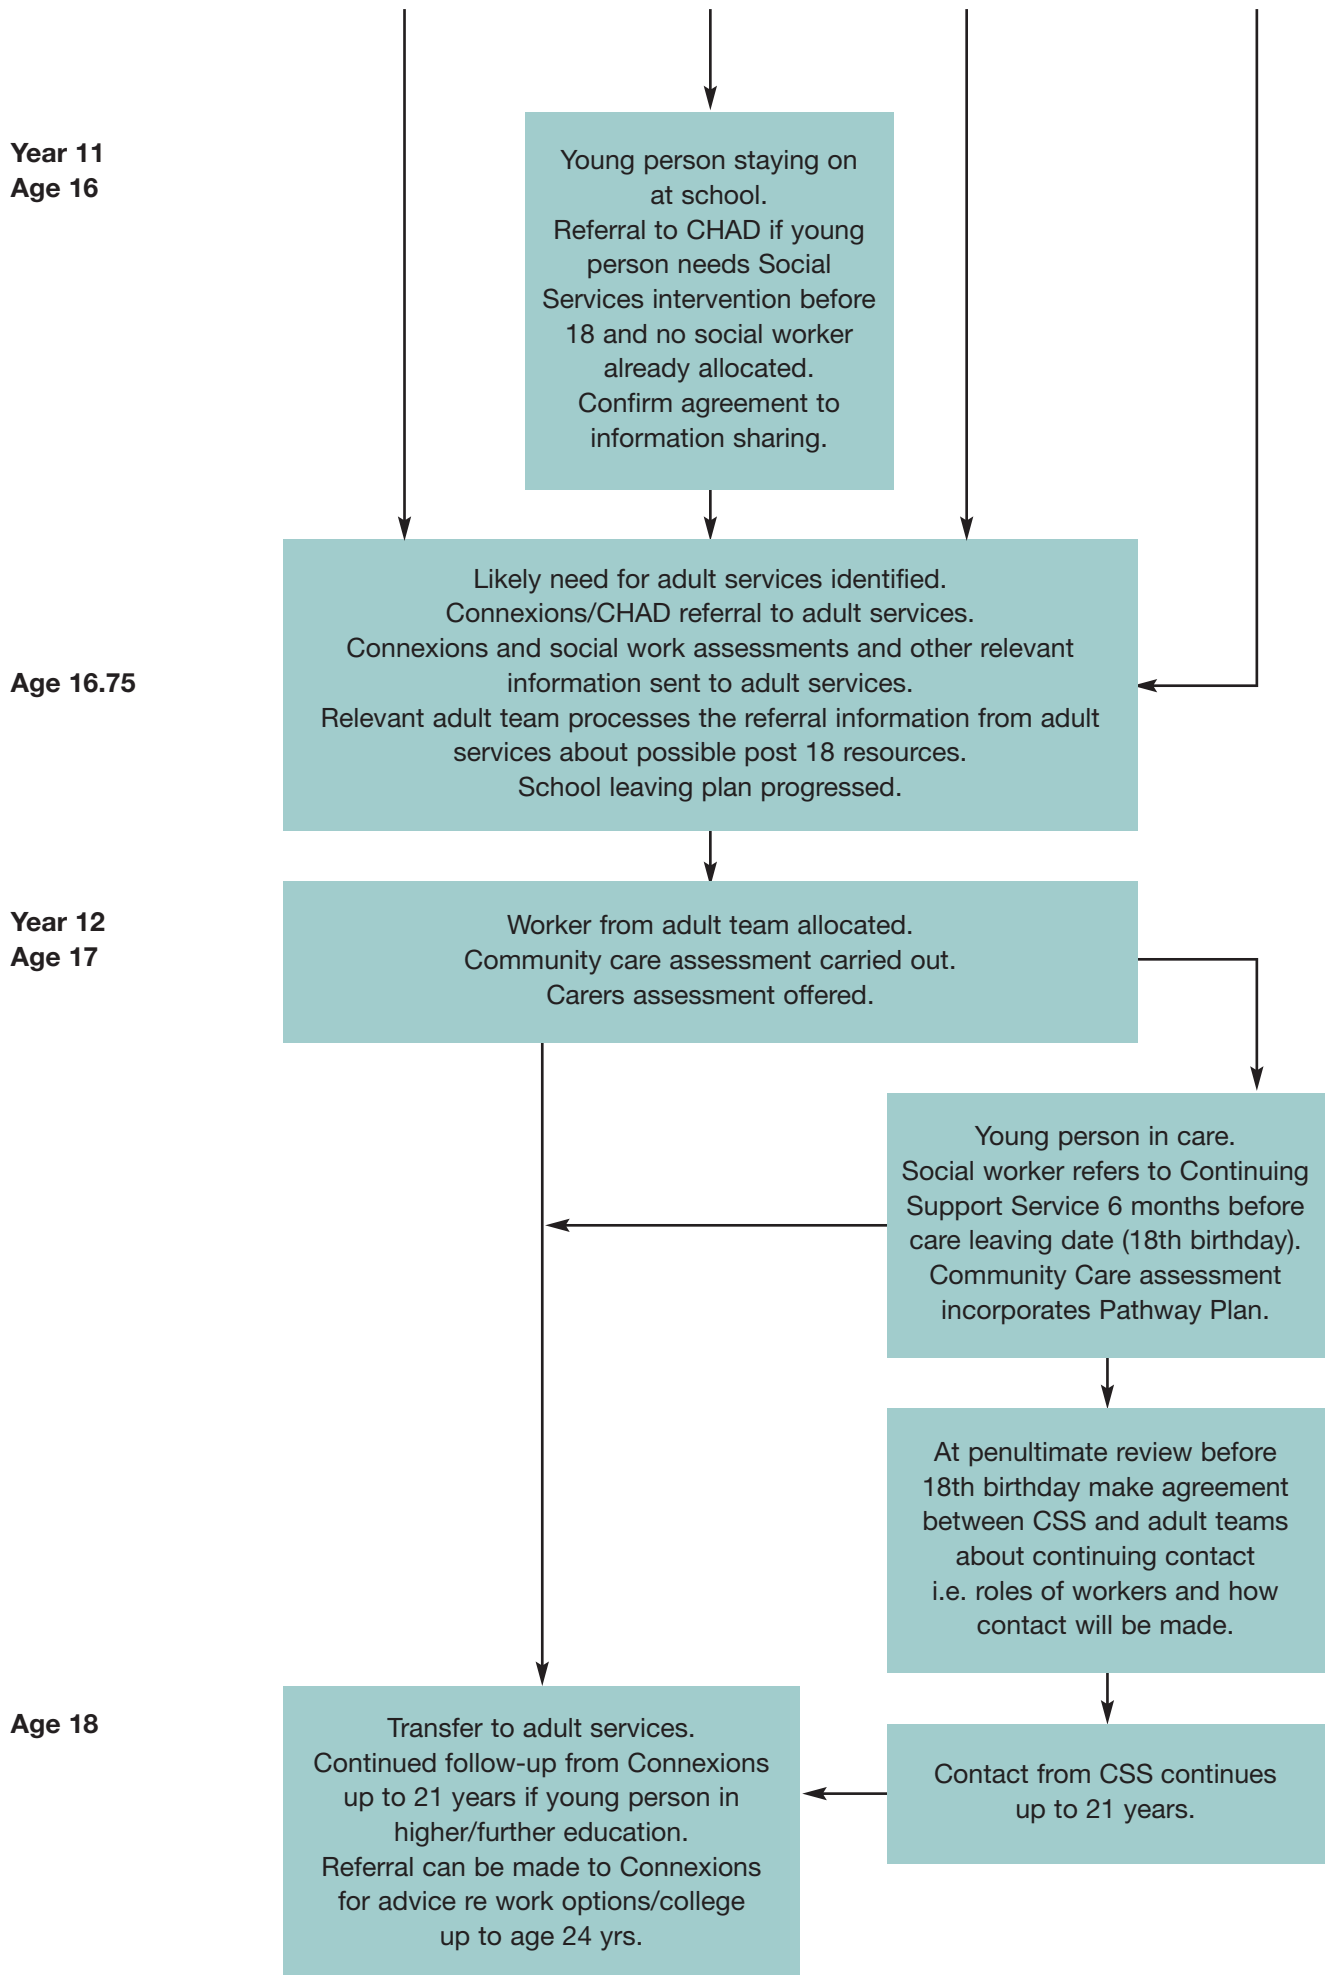 Year 11
Age 16
Young person staying on
at school.
Referral to CHAD if young
person needs Social
Services intervention before
18 and no social worker
already allocated.
Confirm agreement to
information sharing.
Age 16.75
Likely need for adult services identified.
Connexions/CHAD referral to adult services.
Connexions and social work assessments and other relevant
information sent to adult services.
Relevant adult team processes the referral information from adult
services about possible post 18 resources.
School leaving plan progressed.
Year 12
Age 17
Worker from adult team allocated.
Community care assessment carried out.
Carers assessment offered.
Young person in care.
Social worker refers to Continuing
Support Service 6 months before
care leaving date (18th birthday).
Community Care assessment
incorporates Pathway Plan.
At penultimate review before
18th birthday make agreement
between CSS and adult teams
about continuing contact
i.e. roles of workers and how
contact will be made.
Age 18
Transfer to adult services.
Continued follow-up from Connexions
up to 21 years if young person in
higher/further education.
Referral can be made to Connexions
for advice re work options/college
up to age 24 yrs.
Contact from CSS continues
up to 21 years.